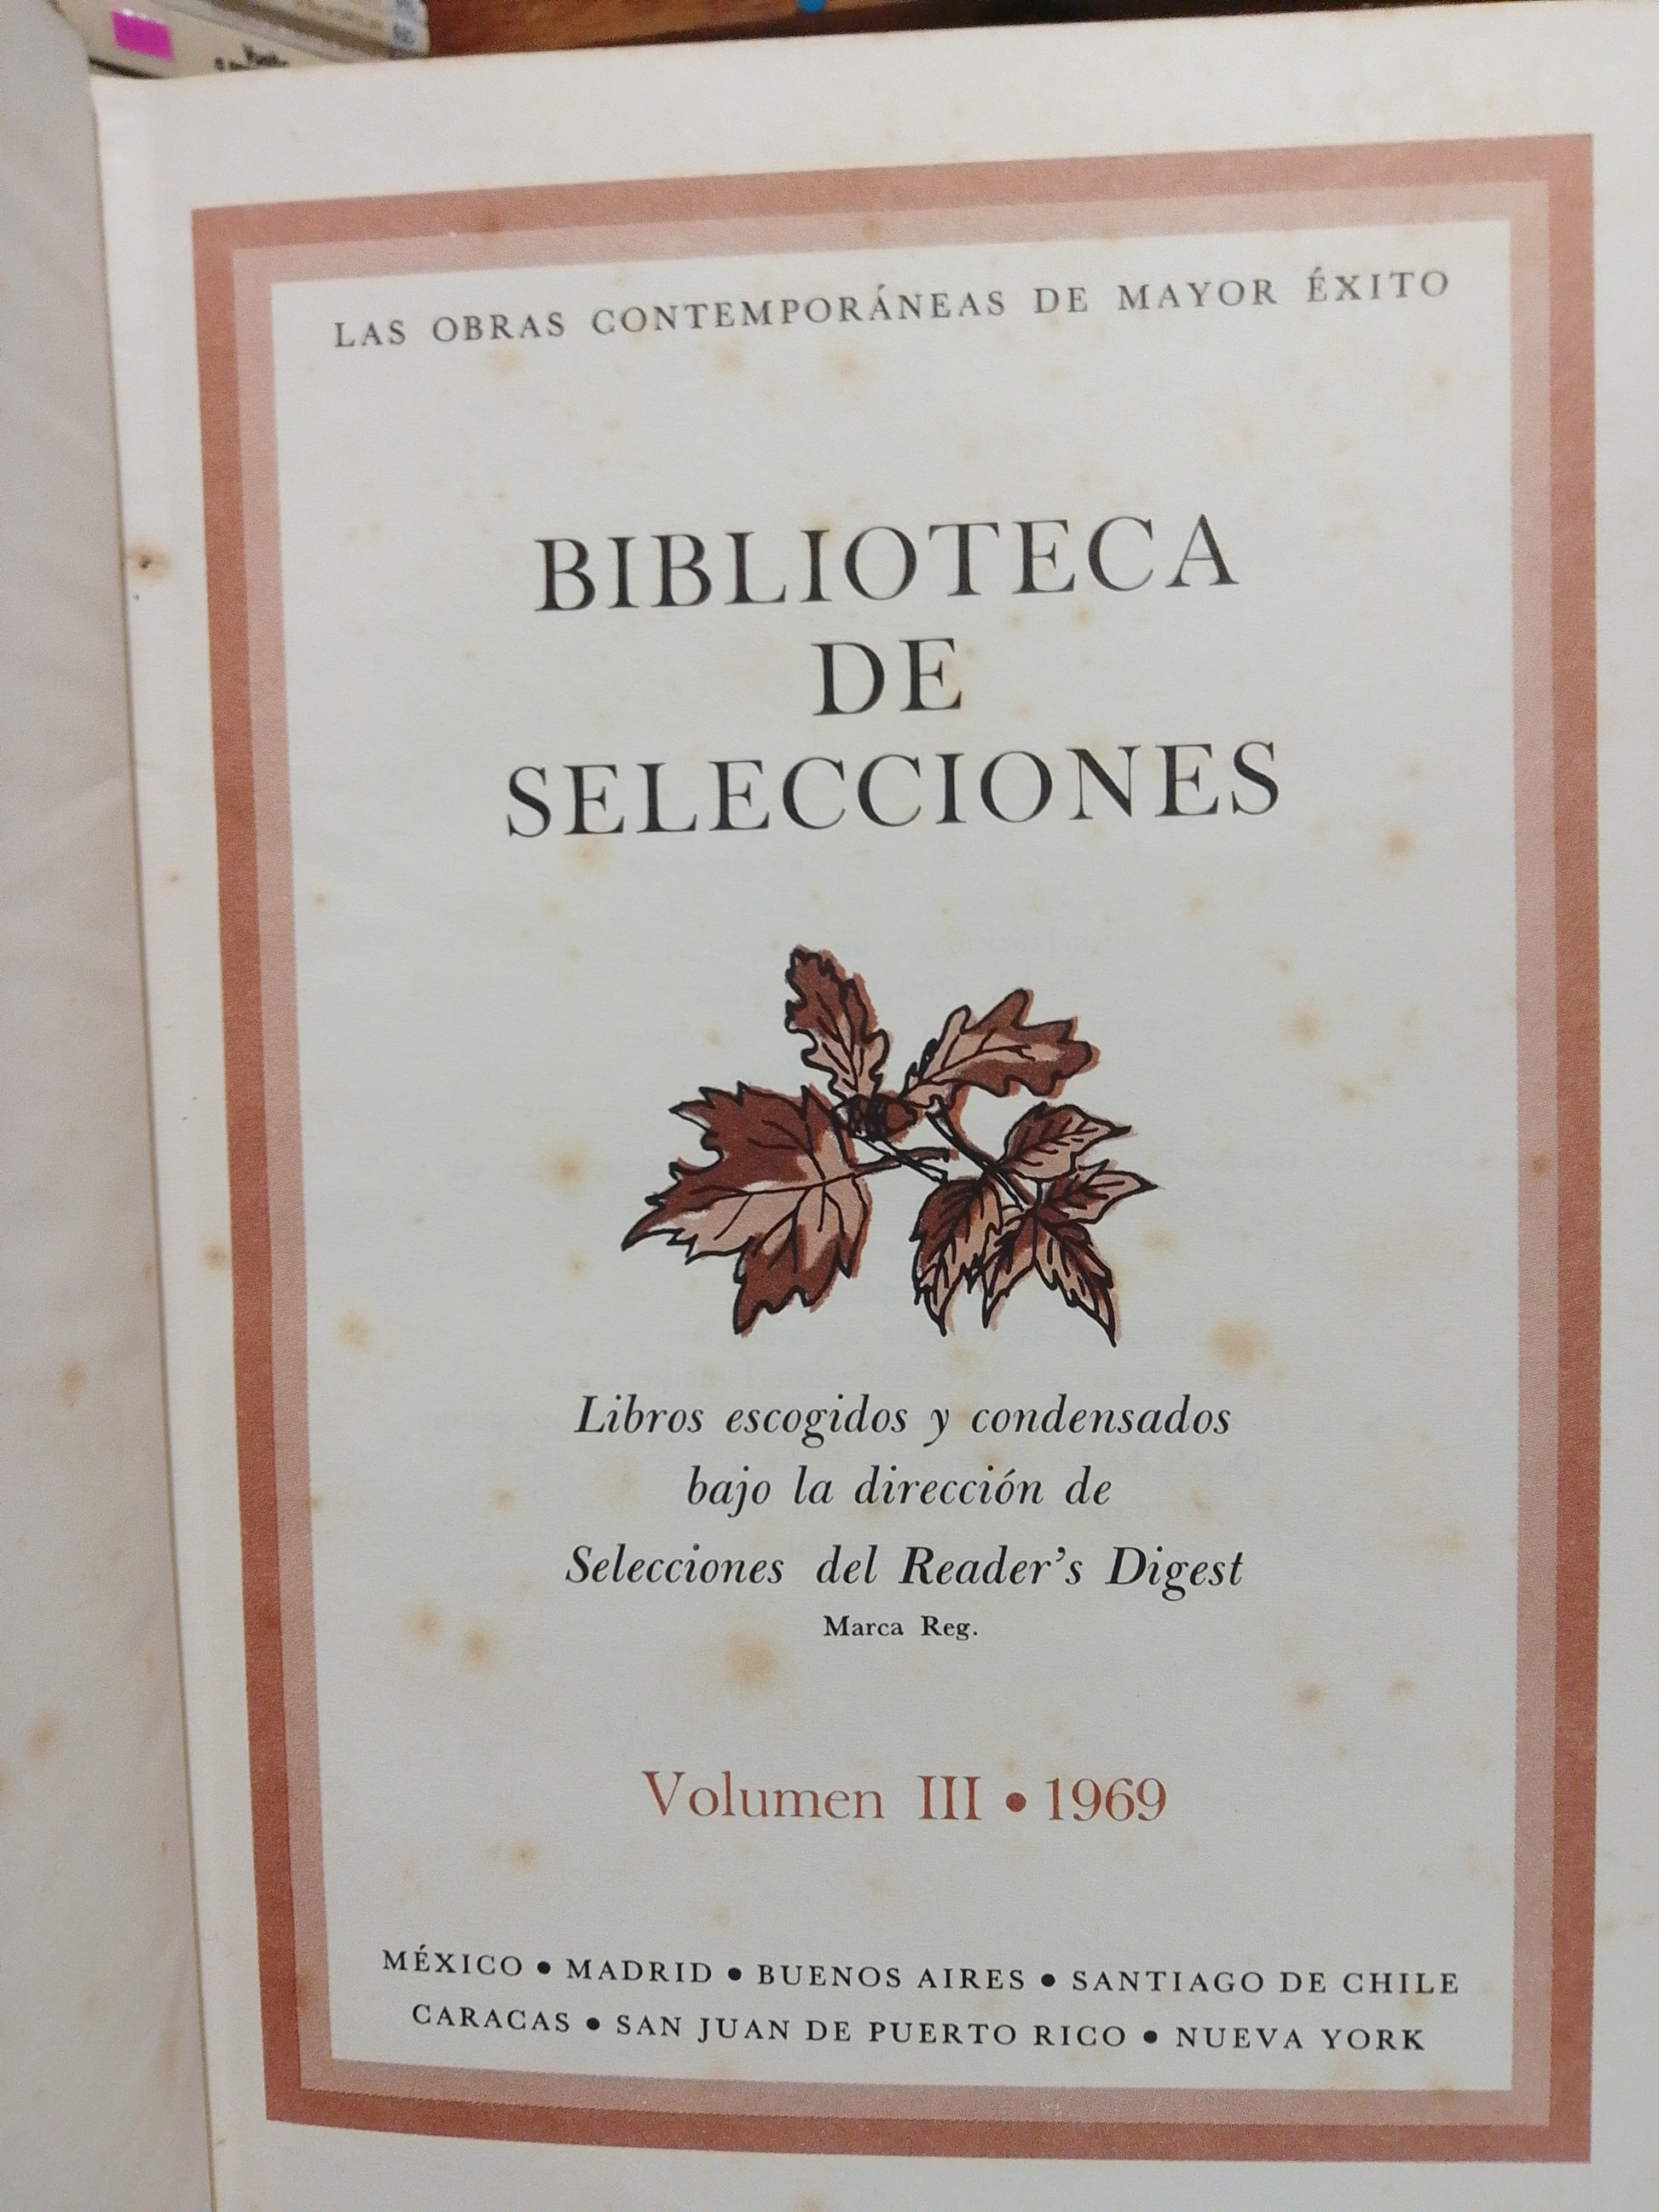 LAS OBRAS CONTEMPORÁNEAS DE MAYOR ÉXITO
BIBLIOTECA
DE
SELECCIONES
Libros escogidos y condensados
bajo la dirección de
Selecciones del Reader's Digest
Marca Reg.
Volumen III • 1969
MÉXICO • MADRID • BUENOS AIRES • SANTIAGO DE CHILE
CARACAS • SAN JUAN DE PUERTO RICO • NUEVA YORK